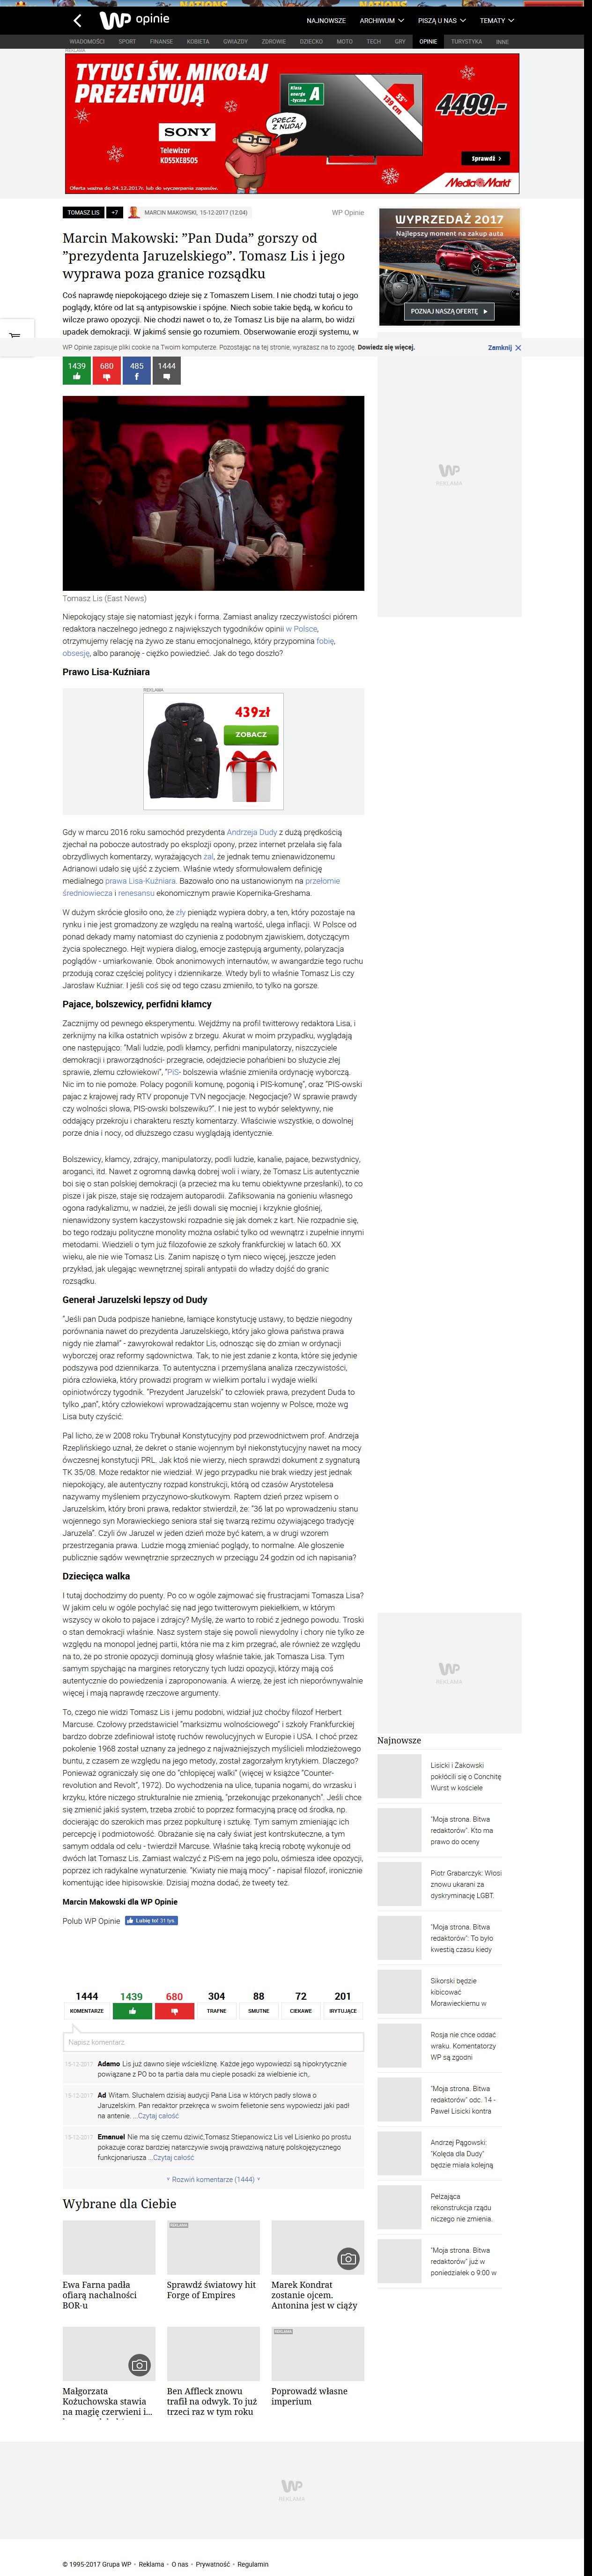 NATIONS
NATIONS
WP opinie
NAJNOWSZE ARCHIWUM PISZĄ U NAS TEMATY
WIADOMOŚCI SPORT FINANSE KOBIETA GWIAZDY ZDROWIE DZIECKO MOTO TECH GRY OPINIE TURYSTYKA INNE
REKLAMA
TYTUS I ŚW. MIKOŁAJ
PREZENTUJĄ
Klasa
energe
-tyczna
A
55"
139 cm
4499.-
SONY
Telewizor
KD55XE8505
PRECZ
Z NUDĄ!
Sprawdź >
Oferta ważna do 24.12.2017r. lub do wyczerpania zapasów.
Media Markt
TOMASZ LIS +7 MARCIN MAKOWSKI, 15-12-2017 (12:04) WP Opinie
Marcin Makowski: "Pan Duda" gorszy od
"prezydenta Jaruzelskiego". Tomasz Lis i jego
wyprawa poza granice rozsądku
WYPRZEDAŻ 2017
Najlepszy moment na zakup auta
POZNAJ NASZĄ OFERTĘ
Coś naprawdę niepokojącego dzieje się z Tomaszem Lisem. I nie chodzi tutaj o jego
poglądy, które od lat są antypisowskie i spójne. Niech sobie takie będą, w końcu to
wilcze prawo opozycji. Nie chodzi nawet o to, że Tomasz Lis bije na alarm, bo widzi
upadek demokracji. W jakimś sensie go rozumiem. Obserwowanie erozji systemu, w
WP Opinie zapisuje pliki cookie na Twoim komputerze. Pozostając na tej stronie, wyrażasz na to zgodę. Dowiedz się więcej. Zamknij
1439 680 485 1444
WP
REKLAMA
Tomasz Lis (East News)
Niepokojący staje się natomiast język i forma. Zamiast analizy rzeczywistości piórem
redaktora naczelnego jednego z największych tygodników opinii w Polsce,
otrzymujemy relację na żywo ze stanu emocjonalnego, który przypomina fobię,
obsesję, albo paranoję - ciężko powiedzieć. Jak do tego doszło?
Prawo Lisa-Kuźniara
REKLAMA
439zł
ZOBACZ
Gdy w marcu 2016 roku samochód prezydenta Andrzeja Dudy z dużą prędkością
zjechał na pobocze autostrady po eksplozji opony, przez internet przelała się fala
obrzydliwych komentarzy, wyrażających żal, że jednak temu znienawidzonemu
Adrianowi udało się ujść z życiem. Właśnie wtedy sformułowałem definicję
medialnego prawa Lisa-Kuźniara. Bazowało ono na ustanowionym na przełomie
średniowiecza i renesansu ekonomicznym prawie Kopernika-Greshama.
W dużym skrócie głosiło ono, że zły pieniądz wypiera dobry, a ten, który pozostaje na
rynku i nie jest gromadzony ze względu na realną wartość, ulega inflacji. W Polsce od
ponad dekady mamy natomiast do czynienia z podobnym zjawiskiem, dotyczącym
życia społecznego. Hejt wypiera dialog, emocje zastępują argumenty, polaryzacja
poglądów - umiarkowanie. Obok anonimowych internautów, w awangardzie tego ruchu
przodują coraz częściej politycy i dziennikarze. Wtedy byli to właśnie Tomasz Lis czy
Jarosław Kuźniar. I jeśli coś się od tego czasu zmieniło, to tylko na gorsze.
Pajace, bolszewicy, perfidni kłamcy
Zacznijmy od pewnego eksperymentu. Wejdźmy na profil twitterowy redaktora Lisa, i
zerknijmy na kilka ostatnich wpisów z brzegu. Akurat w moim przypadku, wyglądają
one następująco: "Mali ludzie, podli kłamcy, perfidni manipulatorzy, niszczyciele
demokracji i praworządności- przegracie, odejdziecie pohańbieni bo służycie złej
sprawie, złemu człowiekowi", "PiS- bolszewia właśnie zmieniła ordynację wyborczą.
Nic im to nie pomoże. Polacy pogonili komunę, pogonią i PIS-komunę", oraz "PIS-owski
pajac z krajowej rady RTV proponuje TVN negocjacje. Negocjacje? W sprawie prawdy
czy wolności słowa, PIS-owski bolszewiku?". I nie jest to wybór selektywny, nie
oddający przekroju i charakteru reszty komentarzy. Właściwie wszystkie, o dowolnej
porze dnia i nocy, od dłuższego czasu wyglądają identycznie.
Bolszewicy, kłamcy, zdrajcy, manipulatorzy, podli ludzie, kanalie, pajace, bezwstydnicy,
aroganci, itd. Nawet z ogromną dawką dobrej woli i wiary, że Tomasz Lis autentycznie
boi się o stan polskiej demokracji (a przecież ma ku temu obiektywne przesłanki), to co
pisze i jak pisze, staje się rodzajem autoparodii. Zafiksowania na gonieniu własnego
ogona radykalizmu, w nadziei, że jeśli dowali się mocniej i krzyknie głośniej,
nienawidzony system kaczystowski rozpadnie się jak domek z kart. Nie rozpadnie się,
bo tego rodzaju polityczne monolity można osłabić tylko od wewnątrz i zupełnie innymi
metodami. Wiedzieli o tym już filozofowie ze szkoły frankfurckiej w latach 60. XX
wieku, ale nie wie Tomasz Lis. Zanim napiszę o tym nieco więcej, jeszcze jeden
przykład, jak ulegając wewnętrznej spirali antypatii do władzy dojść do granic
rozsądku.
Generał Jaruzelski lepszy od Dudy
"Jeśli pan Duda podpisze haniebne, łamiące konstytucję ustawy, to będzie niegodny
porównania nawet do prezydenta Jaruzelskiego, który jako głowa państwa prawa
nigdy nie złamał" - zawyrokował redaktor Lis, odnosząc się do zmian w ordynacji
wyborczej oraz reformy sądownictwa. Tak, to nie jest zdanie z konta, które się jedynie
podszywa pod dziennikarza. To autentyczna i przemyślana analiza rzeczywistości,
pióra człowieka, który prowadzi program w wielkim portalu i wydaje wielki
opiniotwórczy tygodnik. "Prezydent Jaruzelski" to człowiek prawa, prezydent Duda to
tylko „pan", który człowiekowi wprowadzającemu stan wojenny w Polsce, może wg
Lisa buty czyścić.
Pal licho, że w 2008 roku Trybunał Konstytucyjny pod przewodnictwem prof. Andrzeja
Rzeplińskiego uznał, że dekret o stanie wojennym był niekonstytucyjny nawet na mocy
ówczesnej konstytucji PRL. Jak ktoś nie wierzy, niech sprawdzi dokument z sygnaturą
TK 35/08. Może redaktor nie wiedział. W jego przypadku nie brak wiedzy jest jednak
niepokojący, ale autentyczny rozpad konstrukcji, którą od czasów Arystotelesa
nazywamy myśleniem przyczynowo-skutkowym. Raptem dzień przez wpisem o
Jaruzelskim, który broni prawa, redaktor stwierdził, że: "36 lat po wprowadzaniu stanu
wojennego syn Morawieckiego seniora stał się twarzą reżimu ożywiającego tradycję
Jaruzela". Czyli ów Jaruzel w jeden dzień może być katem, a w drugi wzorem
przestrzegania prawa. Ludzie mogą zmieniać poglądy, to normalne. Ale głoszenie
publicznie sądów wewnętrznie sprzecznych w przeciągu 24 godzin od ich napisania?
Dziecięca walka
I tutaj dochodzimy do puenty. Po co w ogóle zajmować się frustracjami Tomasza Lisa?
W jakim celu w ogóle pochylać się nad jego twitterowym piekiełkiem, w którym
wszyscy w około to pajace i zdrajcy? Myślę, że warto to robić z jednego powodu. Troski
o stan demokracji właśnie. Nasz system staje się powoli niewydolny i chory nie tylko ze
względu na monopol jednej partii, która nie ma z kim przegrać, ale również ze względu
na to, że po stronie opozycji dominują głosy właśnie takie, jak Tomasza Lisa. Tym
samym spychając na margines retoryczny tych ludzi opozycji, którzy mają coś
autentycznie do powiedzenia i zaproponowania. A wierzę, że jest ich nieporównywalnie
więcej i mają naprawdę rzeczowe argumenty.
To, czego nie widzi Tomasz Lis i jemu podobni, widział już choćby filozof Herbert
Marcuse. Czołowy przedstawiciel "marksizmu wolnościowego" i szkoły Frankfurckiej
bardzo dobrze zdefiniował istotę ruchów rewolucyjnych w Europie i USA. I choć przez
pokolenie 1968 został uznany za jednego z najważniejszych myślicieli młodzieżowego
buntu, z czasem ze względu na jego metody, został zagorzałym krytykiem. Dlaczego?
Ponieważ ograniczały się one do "chłopięcej walki" (więcej w książce "Counter-
revolution and Revolt", 1972). Do wychodzenia na ulice, tupania nogami, do wrzasku i
krzyku, które niczego strukturalnie nie zmienią, "przekonując przekonanych". Jeśli chce
się zmienić jakiś system, trzeba zrobić to poprzez formacyjną pracę od środka, np.
docierając do szerokich mas przez popkulturę i sztukę. Tym samym zmieniając ich
percepcję i podmiotowość. Obrażanie się na cały świat jest kontrskuteczne, a tym
samym oddala od celu - twierdził Marcuse. Właśnie taką krecią robotę wykonuje od
dwóch lat Tomasz Lis. Zamiast walczyć z PiS-em na jego polu, ośmiesza idee opozycji,
poprzez ich radykalne wynaturzenie. "Kwiaty nie mają mocy" - napisał filozof, ironicznie
komentując idee hipisowskie. Dzisiaj można dodać, że tweety też.
Marcin Makowski dla WP Opinie
Polub WP Opinie Lubię to! 31 tys.
WP
REKLAMA
Najnowsze
Lisicki i Żakowski
pokłócili się o Conchitę
Wurst w kościele
"Moja strona. Bitwa
redaktorów". Kto ma
prawo do oceny
Piotr Grabarczyk: Włosi
znowu ukarani za
dyskryminację LGBT.
"Moja strona. Bitwa
redaktorów": To było
kwestią czasu kiedy
Sikorski będzie
kibicować
Morawieckiemu w
Rosja nie chce oddać
wraku. Komentatorzy
WP są zgodni
"Moja strona. Bitwa
redaktorów" odc. 14 -
Paweł Lisicki kontra
Andrzej Pągowski:
"Kolęda dla Dudy"
będzie miała kolejną
Pełzająca
rekonstrukcja rządu
niczego nie zmienia.
"Moja strona. Bitwa
redaktorów" już w
poniedziałek o 9:00 w
1444 1439 680 304 88 72 201
KOMENTARZE TRAFNE SMUTNE CIEKAWE IRYTUJĄCE
Napisz komentarz
15-12-2017 Adamo Lis już dawno sieje wściekliznę. Każde jego wypowiedzi są hipokrytycznie
powiązane z PO bo ta partia dała mu ciepłe posadki za wielbienie ich,
15-12-2017 Ad Witam. Słuchałem dzisiaj audycji Pana Lisa w których padły słowa o
Jaruzelskim. Pan redaktor przekręca w swoim felietonie sens wypowiedzi jaki padł
na antenie. ...Czytaj całość
15-12-2017 Emanuel Nie ma się czemu dziwić,Tomasz Stiepanowicz Lis vel Lisienko po prostu
pokazuje coraz bardziej natarczywie swoją prawdziwą naturę polskojęzycznego
funkcjonariusza ...Czytaj całość
Rozwiń komentarze (1444)
Wybrane dla Ciebie
REKLAMA
Ewa Farna padła
ofiarą nachalności
BOR-u
Sprawdź światowy hit
Forge of Empires
Marek Kondrat
zostanie ojcem.
Antonina jest w ciąży
REKLAMA
Małgorzata
Kożuchowska stawia
na magię czerwieni i...
Ben Affleck znowu
trafił na odwyk. To już
trzeci raz w tym roku
Poprowadź własne
imperium
WP
REKLAMA
© 1995-2017 Grupa WP • Reklama • O nas • Prywatność • Regulamin